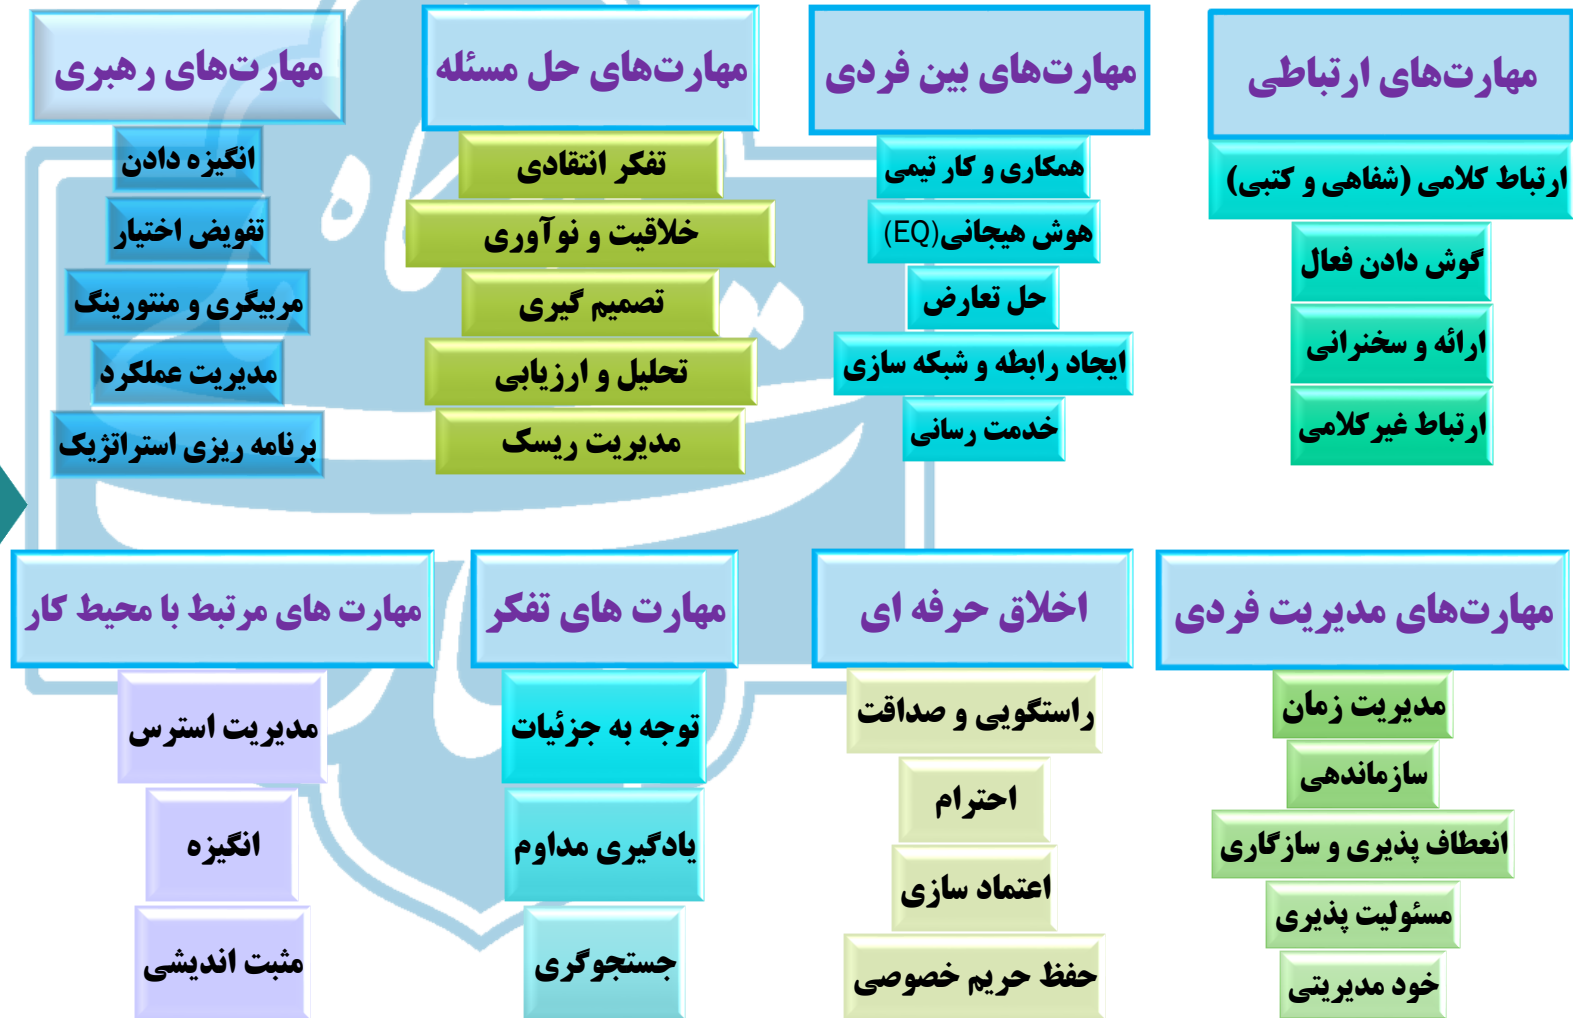 مهارت‌های ارتباطی
ارتباط کلامی (شفاهی و کتبی)
گوش دادن فعال
ارائه و سخنرانی
ارتباط غیرکلامی
مهارت‌های بین فردی
همکاری و کار تیمی
هوش هیجانی(EQ)
حل تعارض
ایجاد رابطه و شبکه سازی
خدمت رسانی
مهارت‌های حل مسئله
تفکر انتقادی
خلاقیت و نوآوری
تصمیم گیری
تحلیل و ارزیابی
مدیریت ریسک
مهارت‌های رهبری
انگیزه دادن
تفویض اختیار
مربیگری و منتورینگ
مدیریت عملکرد
برنامه ریزی استراتژیک
مهارت‌های مدیریت فردی
مدیریت زمان
سازماندهی
انعطاف پذیری و سازگاری
مسئولیت پذیری
خود مدیریتی
اخلاق حرفه ای
راستگویی و صداقت
احترام
اعتماد سازی
حفظ حریم خصوصی
مهارت های تفکر
توجه به جزئیات
یادگیری مداوم
جستجوگری
مهارت های مرتبط با محیط کار
مدیریت استرس
انگیزه
مثبت اندیشی